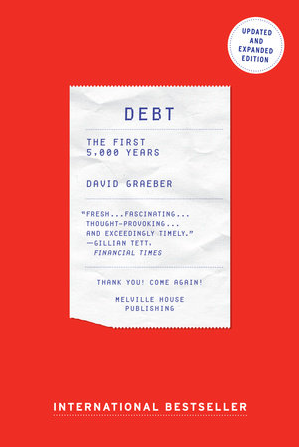 UPDATED
AND
EXPANDED
EDITION
DEBT
THE FIRST
5,000 YEARS
DAVID GRAEBER
"FRESH...FASCINATING...
THOUGHT-PROVOKING...
AND EXCEEDINGLY TIMELY."
—GILLIAN TETT,
FINANCIAL TIMES
THANK YOU! COME AGAIN!
MELVILLE HOUSE
PUBLISHING
INTERNATIONAL BESTSELLER